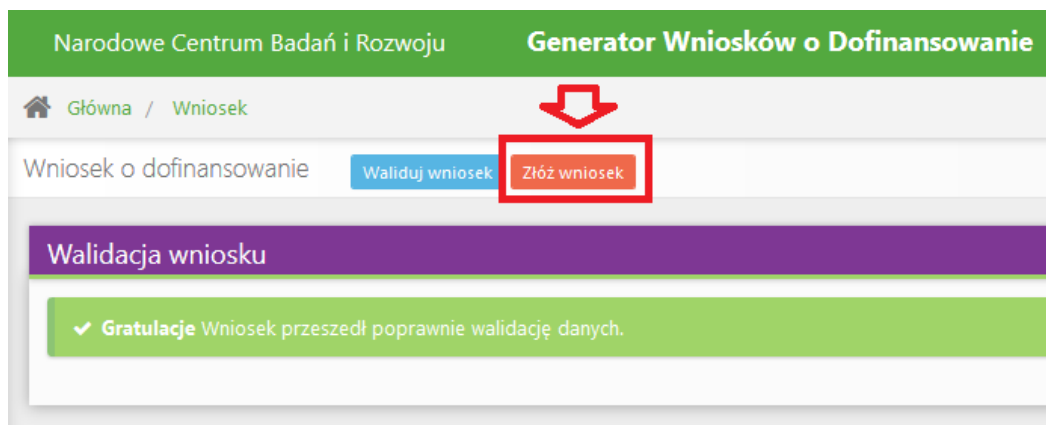 Narodowe Centrum Badań i Rozwoju Generator Wniosków o Dofinansowanie
Główna / Wniosek
Wniosek o dofinansowanie Waliduj wniosek Złóż wniosek
Walidacja wniosku
Gratulacje Wniosek przeszedł poprawnie walidację danych.